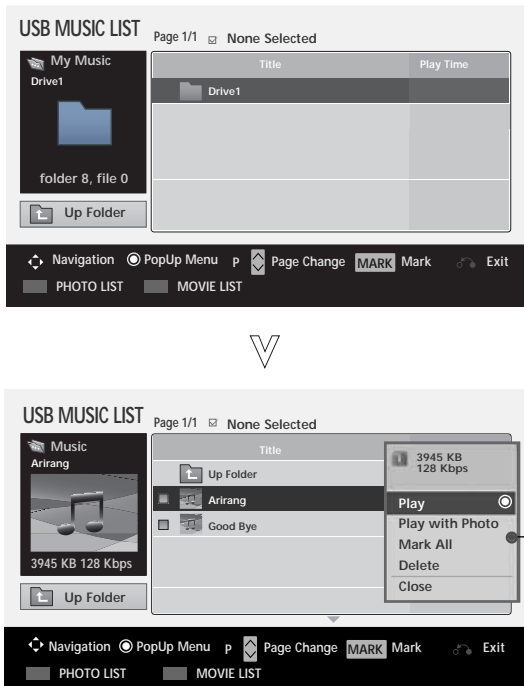 USB MUSIC LIST
Page 1/1 None Selected
My Music
Drive1
folder 8, file 0
Up Folder
Title Play Time
Drive1
Navigation PopUp Menu P Page Change MARK Mark Exit
PHOTO LIST MOVIE LIST
USB MUSIC LIST
Page 1/1 None Selected
Music
Arirang
3945 KB 128 Kbps
Up Folder
Title
Up Folder
Arirang
Good Bye
3945 KB
128 Kbps
Play
Play with Photo
Mark All
Delete
Close
Navigation PopUp Menu P Page Change MARK Mark Exit
PHOTO LIST MOVIE LIST